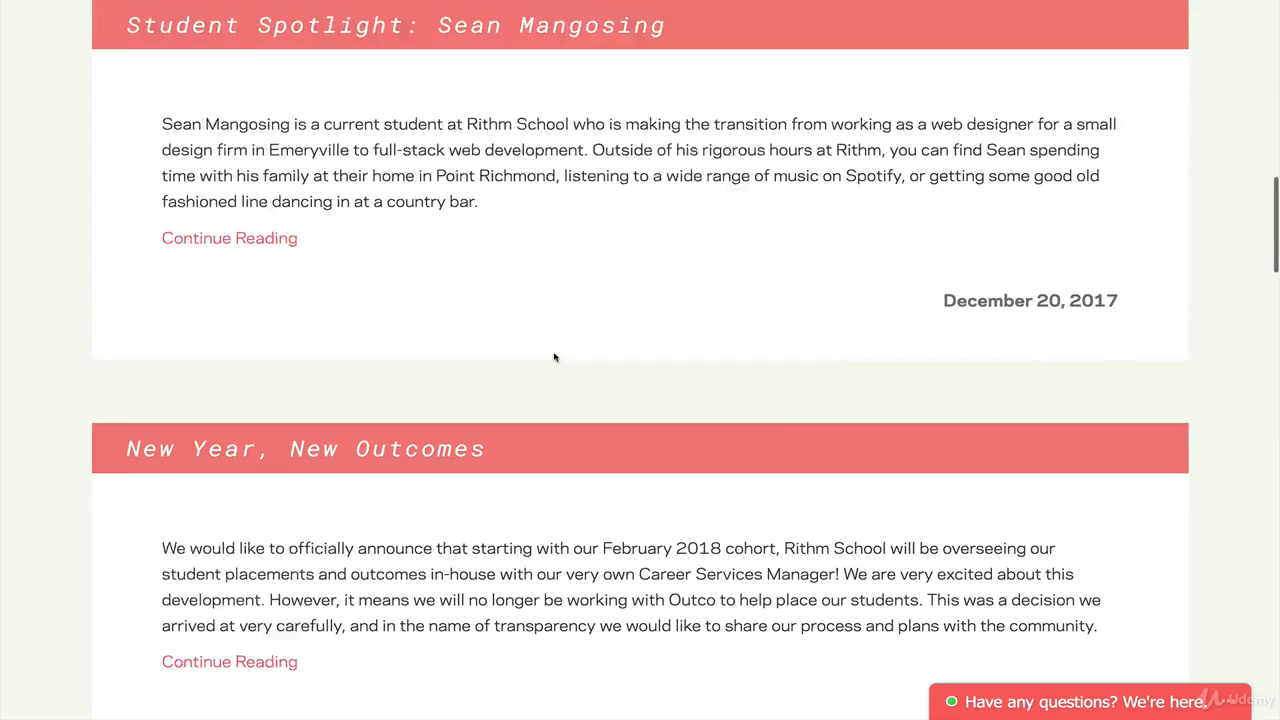 Student Spotlight: Sean Mangosing
Sean Mangosing is a current student at Rithm School who is making the transition from working as a web designer for a small
design firm in Emeryville to full-stack web development. Outside of his rigorous hours at Rithm, you can find Sean spending
time with his family at their home in Point Richmond, listening to a wide range of music on Spotify, or getting some good old
fashioned line dancing in at a country bar.
Continue Reading
December 20, 2017
New Year, New Outcomes
We would like to officially announce that starting with our February 2018 cohort, Rithm School will be overseeing our
student placements and outcomes in-house with our very own Career Services Manager! We are very excited about this
development. However, it means we will no longer be working with Outco to help place our students. This was a decision we
arrived at very carefully, and in the name of transparency we would like to share our process and plans with the community.
Continue Reading
Have any questions? We're here.
Udemy